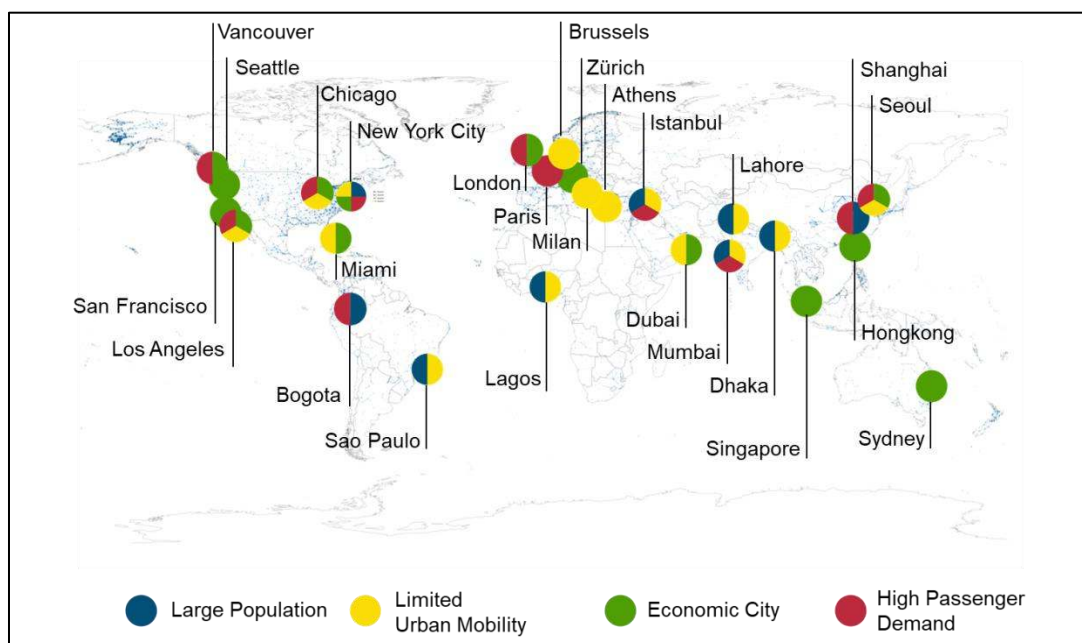 Vancouver
Seattle
Chicago
New York City
Brussels
Zürich
Athens
Istanbul
Shanghai
Seoul
Lahore
London
Paris
Milan
Miami
San Francisco
Los Angeles
Bogota
Sao Paulo
Lagos
Dubai
Mumbai
Dhaka
Hongkong
Singapore
Sydney
Large Population
Limited
Urban Mobility
Economic City
High Passenger
Demand